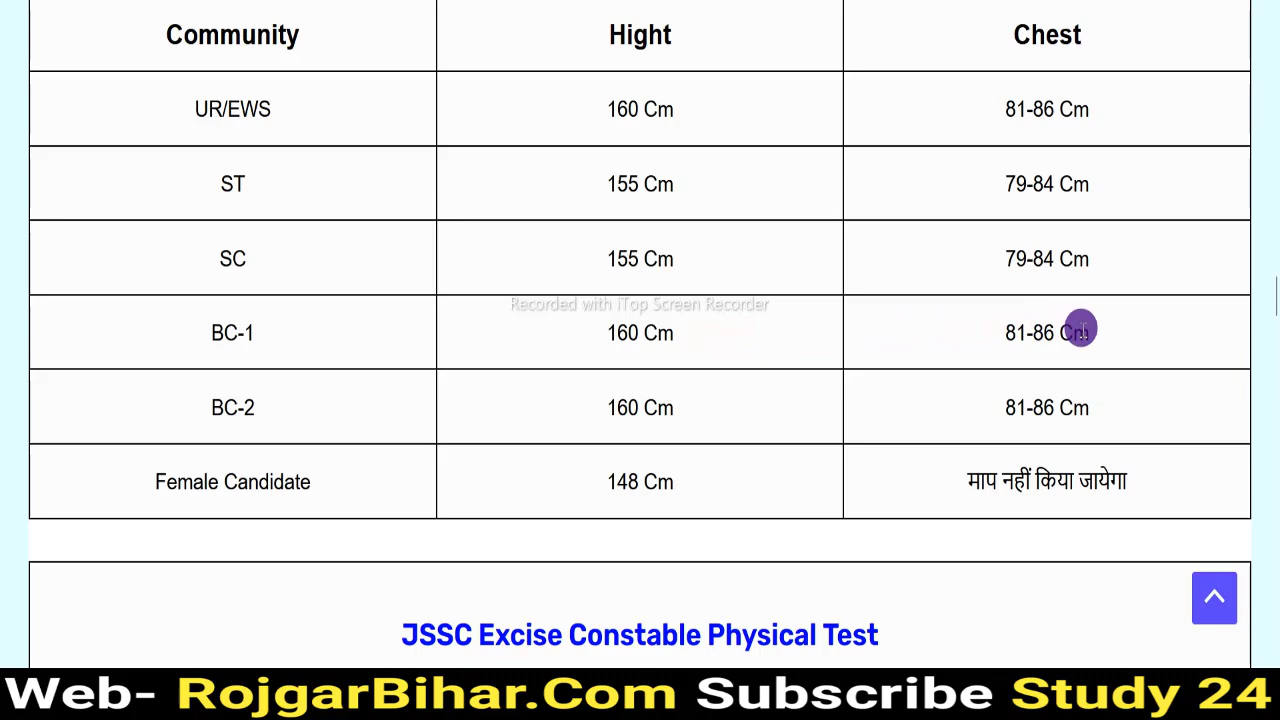 Community Hight Chest
UR/EWS 160 Cm 81-86 Cm
ST 155 Cm 79-84 Cm
SC 155 Cm 79-84 Cm
Recorded with iTop Screen Recorder
BC-1 160 Cm 81-86 Cm
BC-2 160 Cm 81-86 Cm
Female Candidate 148 Cm माप नहीं किया जायेगा
JSSC Excise Constable Physical Test
Web- RojgarBihar.Com Subscribe Study 24